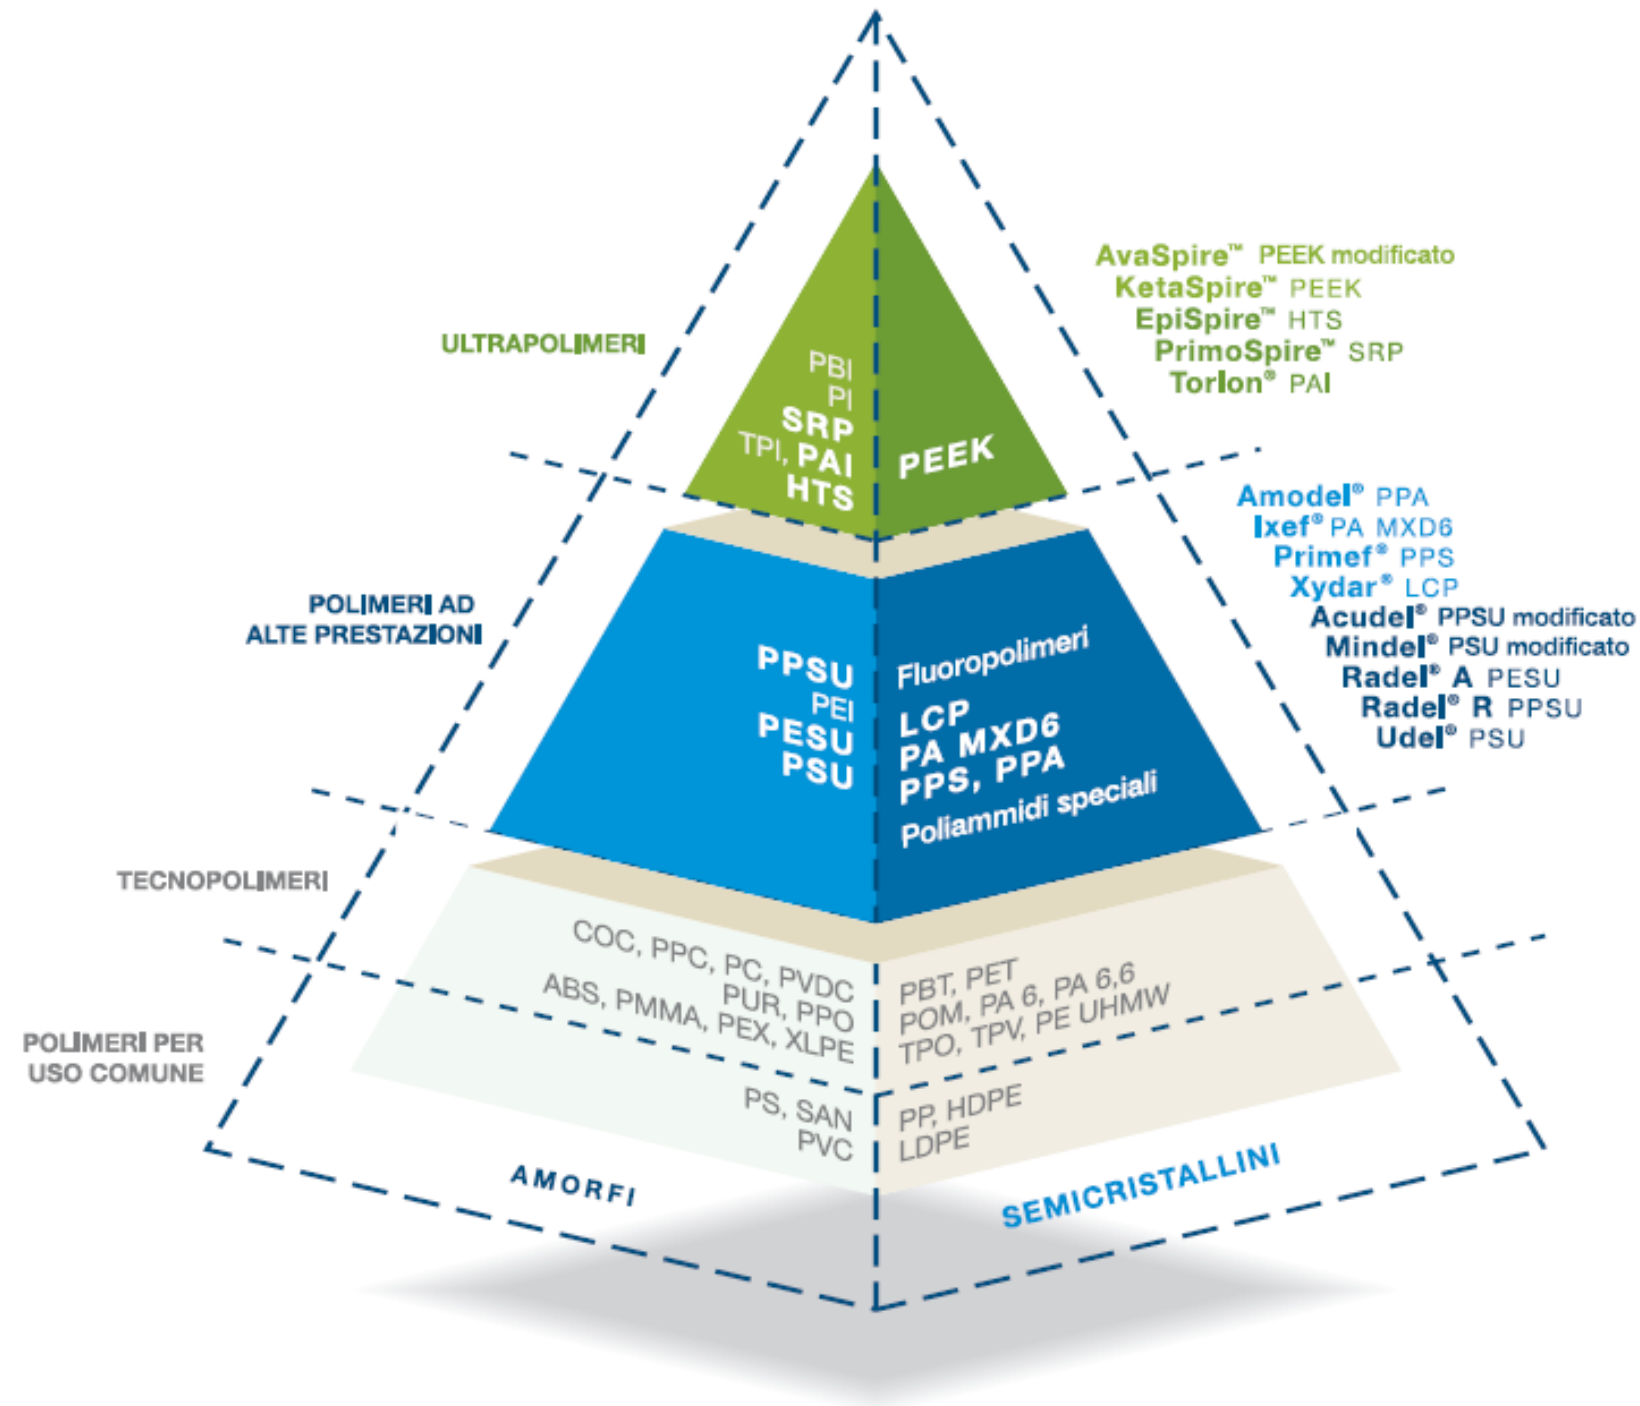 AvaSpire™ PEEK modificato
KetaSpire™ PEEK
EpiSpire™ HTS
PrimoSpire™ SRP
Torlon® PAI
ULTRAPOLIMERI
PBI
PI
SRP
TPI, PAI
HTS
PEEK
Amodel® PPA
Ixef® PA MXD6
Primef® PPS
Xydar® LCP
Acudel® PPSU modificato
Mindel® PSU modificato
Radel® A PESU
Radel® R PPSU
Udel® PSU
POLIMERI AD
ALTE PRESTAZIONI
PPSU
PEI
PESU
PSU
Fluoropolimeri
LCP
PA MXD6
PPS, PPA
Poliammidi speciali
TECNOPOLIMERI
COC, PPC, PC, PVDC
PUR, PPO
ABS, PMMA, PEX, XLPE
PBT, PET
POM, PA 6, PA 6,6
TPO, TPV, PE UHMW
POLIMERI PER
USO COMUNE
PS, SAN
PVC
PP, HDPE
LDPE
AMORFI
SEMICRISTALLINI